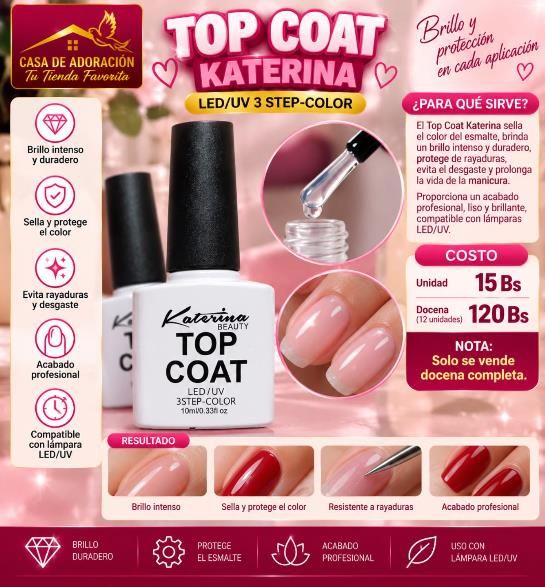 CASA DE ADORACIÓN
Tu Tienda Favorita
TOP COAT
KATERINA
LED/UV 3 STEP-COLOR
Brillo y
protección
en cada aplicación
Brillo intenso
y duradero
Sella y protege
el color
Evita rayaduras
y desgaste
Acabado
profesional
Compatible
con lámpara
LED/UV
Katerina
BEAUTY
TOP
COAT
LED/UV
3STEP-COLOR
10ml/0.33fl oz
¿PARA QUÉ SIRVE?
El Top Coat Katerina sella
el color del esmalte, brinda
un brillo intenso y duradero,
protege de rayaduras,
evita el desgaste y prolonga
la vida de la manicura.
Proporciona un acabado
profesional, liso y brillante,
compatible con lámparas
LED/UV.
COSTO
Unidad 15 Bs
Docena 120 Bs
(12 unidades)
NOTA:
Solo se vende
docena completa.
RESULTADO
Brillo intenso
Sella y protege el color
Resistente a rayaduras
Acabado profesional
BRILLO
DURADERO
PROTEGE
EL ESMALTE
ACABADO
PROFESIONAL
USO CON
LÁMPARA LED/UV